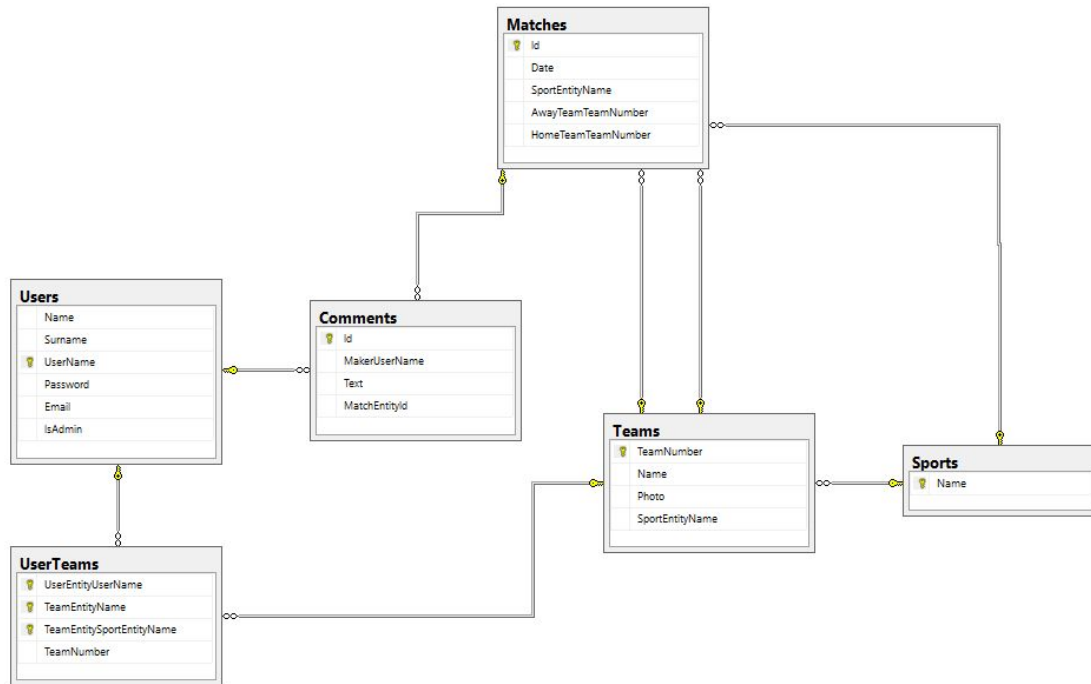 Matches
Id
Date
SportEntityName
AwayTeamTeamNumber
HomeTeamTeamNumber
Users
Name
Surname
UserName
Password
Email
IsAdmin
Comments
Id
MakerUserName
Text
MatchEntityId
Teams
TeamNumber
Name
Photo
SportEntityName
Sports
Name
UserTeams
UserEntityUserName
TeamEntityName
TeamEntitySportEntityName
TeamNumber